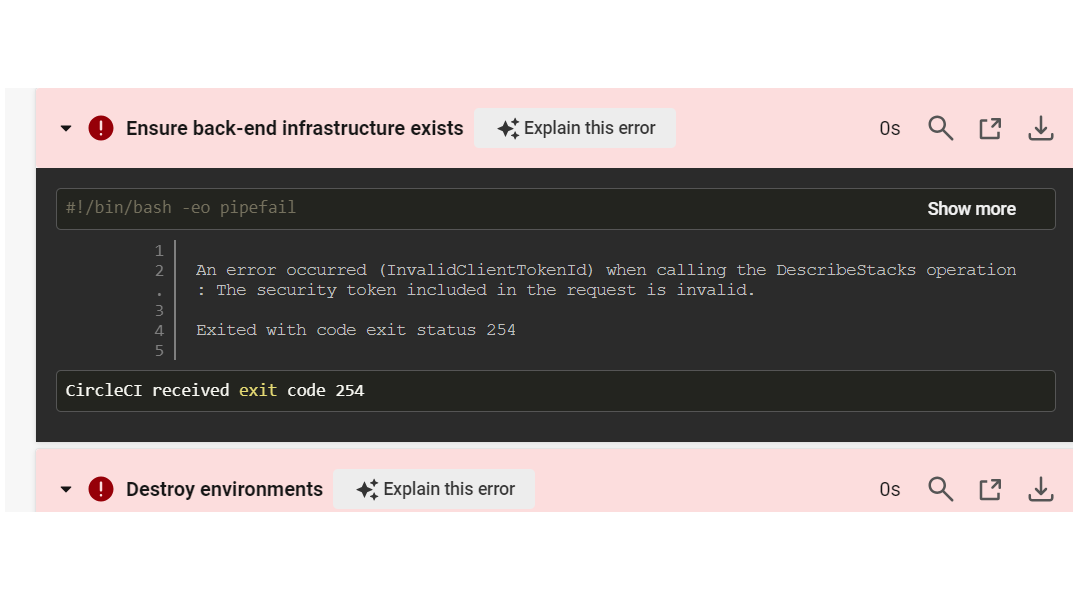 Ensure back-end infrastructure exists Explain this error 0s
#!/bin/bash -eo pipefail Show more
1
2 An error occurred (InvalidClientTokenId) when calling the DescribeStacks operation
. : The security token included in the request is invalid.
3
4 Exited with code exit status 254
5
CircleCI received exit code 254
Destroy environments Explain this error 0s